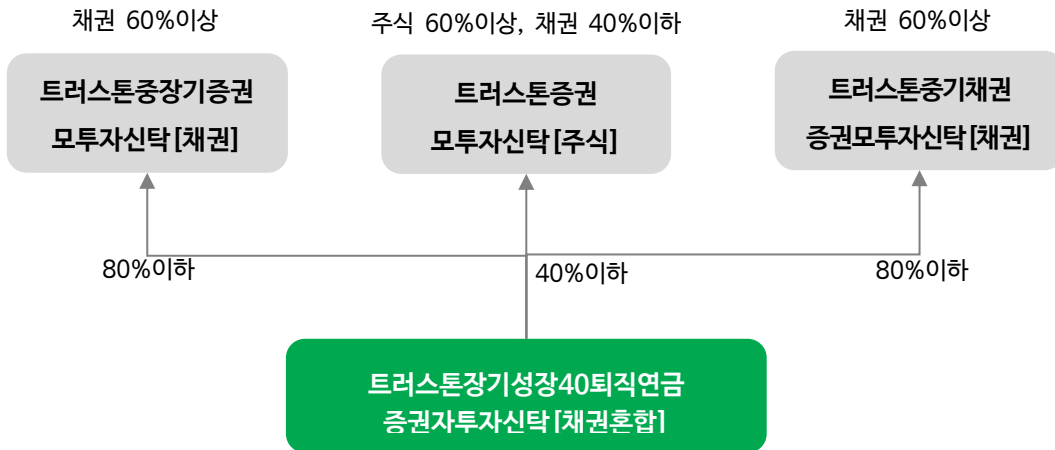 채권 60%이상
주식 60%이상, 채권 40%이하
채권 60%이상
트러스톤중장기증권
모투자신탁[채권]
트러스톤증권
모투자신탁[주식]
트러스톤중기채권
증권모투자신탁[채권]
80%이하
40%이하
80%이하
트러스톤장기성장40퇴직연금
증권자투자신탁[채권혼합]